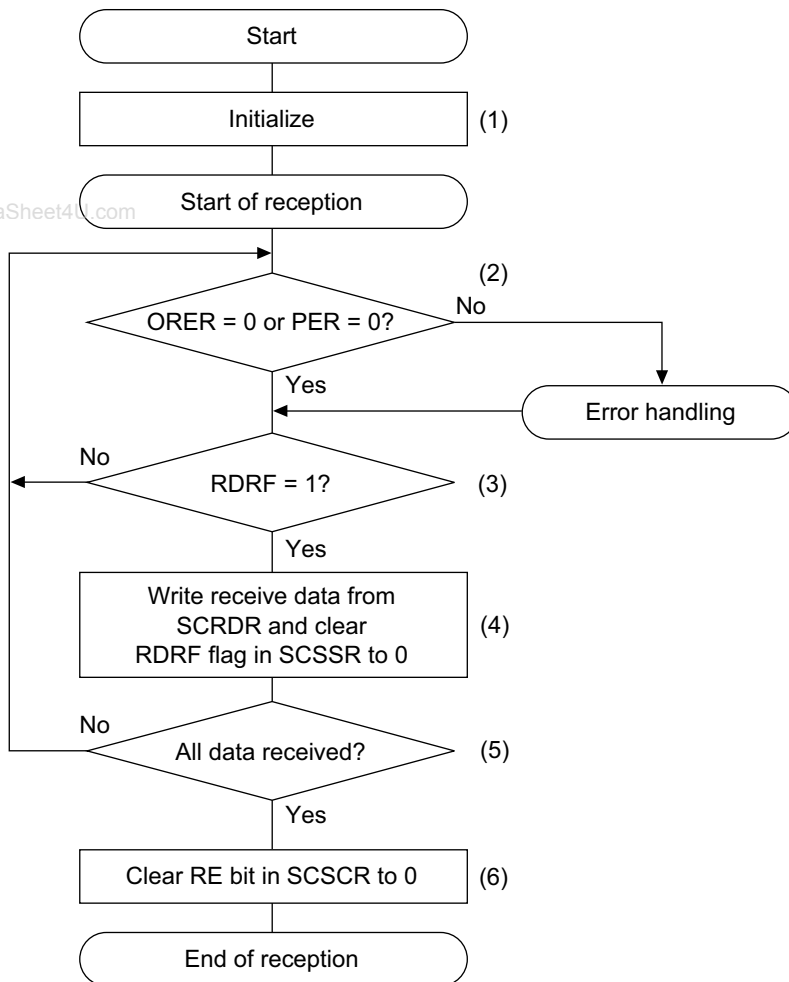 Start
Initialize
(1)
Start of reception
aSheet4U.com
(2)
ORER = 0 or PER = 0?
No
Yes
Error handling
No
RDRF = 1?
(3)
Yes
Write receive data from
SCRDR and clear
RDRF flag in SCSSR to 0
(4)
No
All data received?
(5)
Yes
Clear RE bit in SCSCR to 0
(6)
End of reception